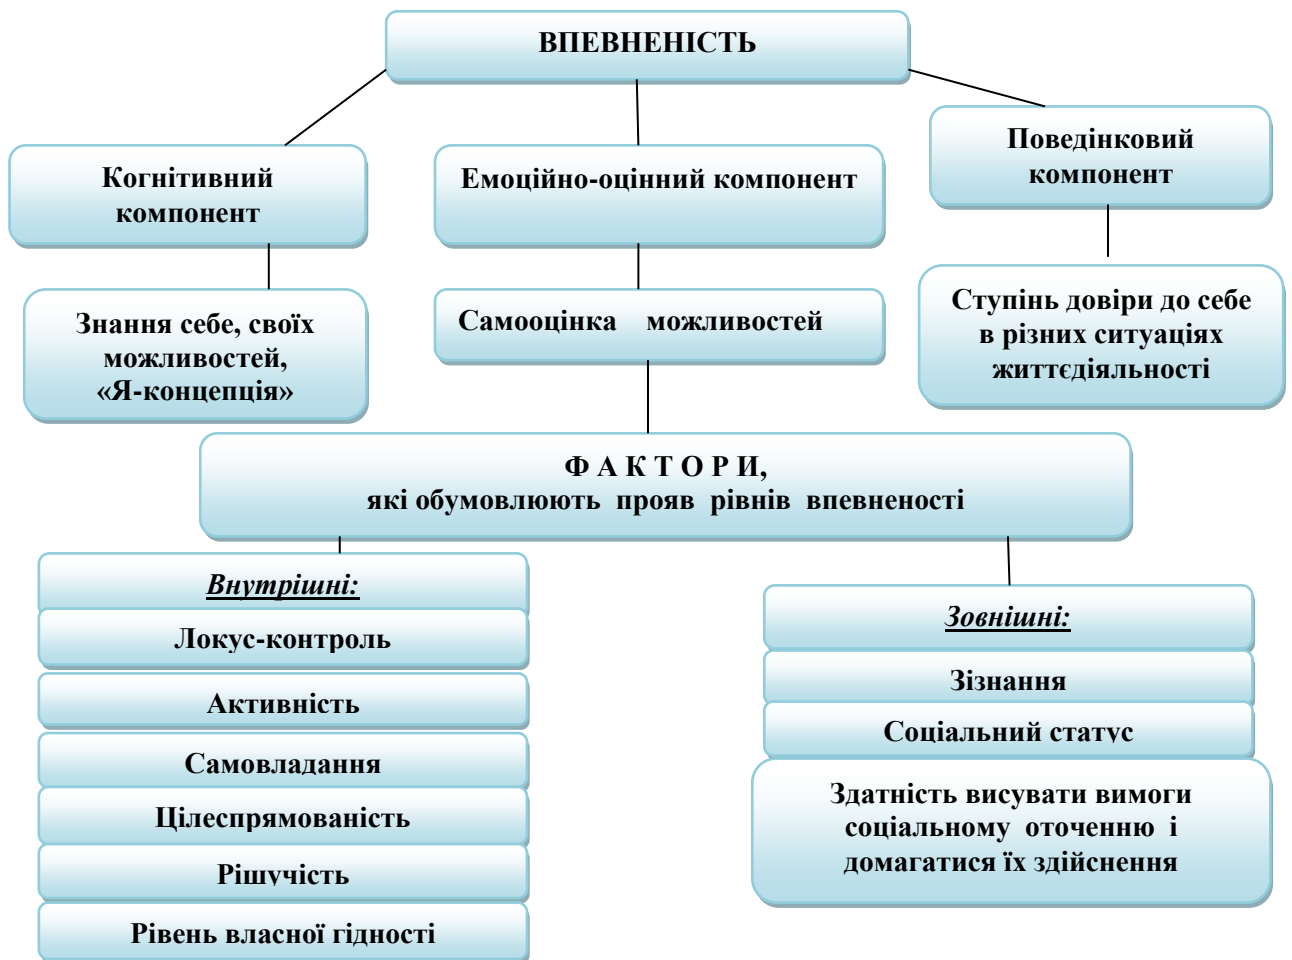 ВПЕВНЕНІСТЬ
Когнітивний
компонент
Емоційно-оцінний компонент
Поведінковий
компонент
Знання себе, своїх
можливостей,
«Я-концепція»
Самооцінка можливостей
Ступінь довіри до себе
в різних ситуаціях
життєдіяльності
Ф А К Т О Р И,
які обумовлюють прояв рівнів впевненості
Внутрішні:
Локус-контроль
Активність
Самовладання
Цілеспрямованість
Рішучість
Рівень власної гідності
Зовнішні:
Зізнання
Соціальний статус
Здатність висувати вимоги
соціальному оточенню і
домагатися їх здійснення